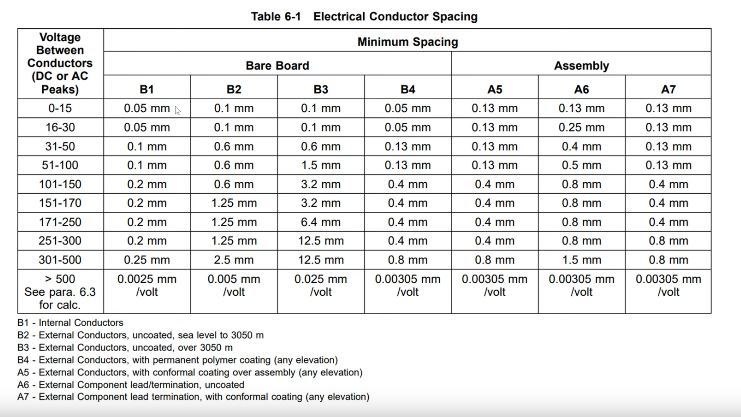 Table 6-1 Electrical Conductor Spacing
Voltage Between Conductors (DC or AC Peaks) Minimum Spacing
Bare Board Assembly
B1 B2 B3 B4 A5 A6 A7
0-15 0.05 mm 0.1 mm 0.1 mm 0.05 mm 0.13 mm 0.13 mm 0.13 mm
16-30 0.05 mm 0.1 mm 0.1 mm 0.05 mm 0.13 mm 0.25 mm 0.13 mm
31-50 0.1 mm 0.6 mm 0.6 mm 0.13 mm 0.13 mm 0.4 mm 0.13 mm
51-100 0.1 mm 0.6 mm 1.5 mm 0.13 mm 0.13 mm 0.5 mm 0.13 mm
101-150 0.2 mm 0.6 mm 3.2 mm 0.4 mm 0.4 mm 0.8 mm 0.4 mm
151-170 0.2 mm 1.25 mm 3.2 mm 0.4 mm 0.4 mm 0.8 mm 0.4 mm
171-250 0.2 mm 1.25 mm 6.4 mm 0.4 mm 0.4 mm 0.8 mm 0.4 mm
251-300 0.2 mm 1.25 mm 12.5 mm 0.4 mm 0.4 mm 0.8 mm 0.8 mm
301-500 0.25 mm 2.5 mm 12.5 mm 0.8 mm 0.8 mm 1.5 mm 0.8 mm
> 500 0.0025 mm 0.005 mm 0.025 mm 0.00305 mm 0.00305 mm 0.00305 mm 0.00305 mm
See para. 6.3 /volt /volt /volt /volt /volt /volt /volt
for calc.
B1 - Internal Conductors
B2 - External Conductors, uncoated, sea level to 3050 m
B3 - External Conductors, uncoated, over 3050 m
B4 - External Conductors, with permanent polymer coating (any elevation)
A5 - External Conductors, with conformal coating over assembly (any elevation)
A6 - External Component lead/termination, uncoated
A7 - External Component lead termination, with conformal coating (any elevation)